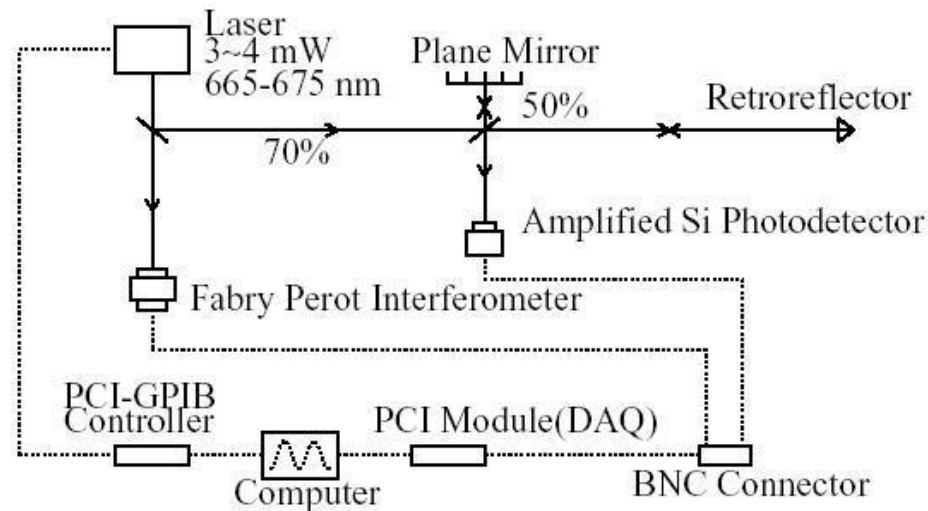 Laser
3~4 mW
665-675 nm
Plane Mirror
50%
Retroreflector
70%
Amplified Si Photodetector
Fabry Perot Interferometer
PCI-GPIB
Controller
PCI Module(DAQ)
Computer
BNC Connector